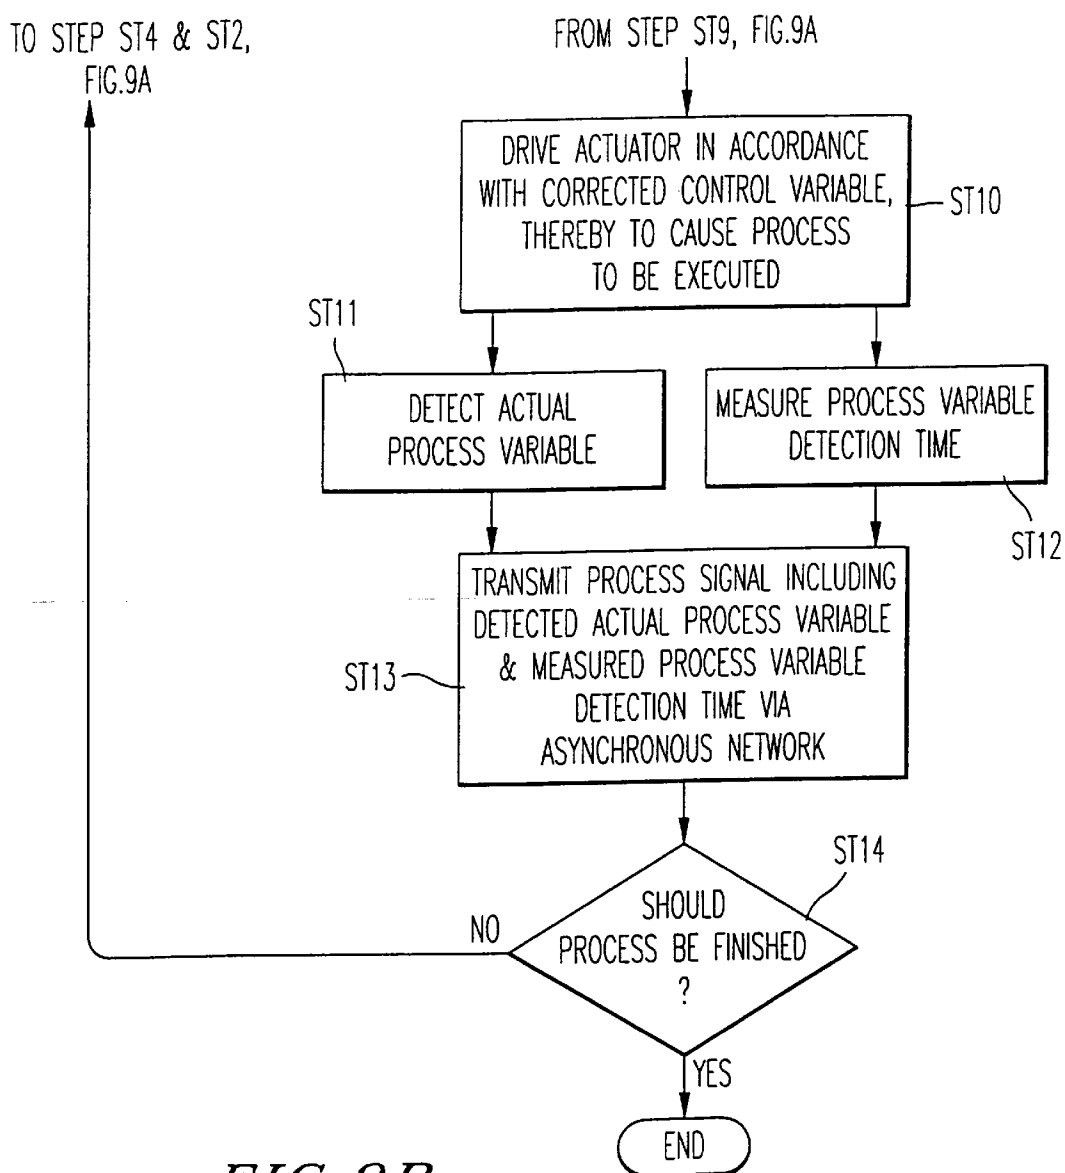 TO STEP ST4 & ST2,
FIG.9A
FROM STEP ST9, FIG.9A
DRIVE ACTUATOR IN ACCORDANCE
WITH CORRECTED CONTROL VARIABLE,
THEREBY TO CAUSE PROCESS
TO BE EXECUTED
ST10
ST11
DETECT ACTUAL
PROCESS VARIABLE
MEASURE PROCESS VARIABLE
DETECTION TIME
ST12
TRANSMIT PROCESS SIGNAL INCLUDING
DETECTED ACTUAL PROCESS VARIABLE
& MEASURED PROCESS VARIABLE
DETECTION TIME VIA
ASYNCHRONOUS NETWORK
ST13
ST14
SHOULD
PROCESS BE FINISHED
?
NO
YES
END
FIG. 9B